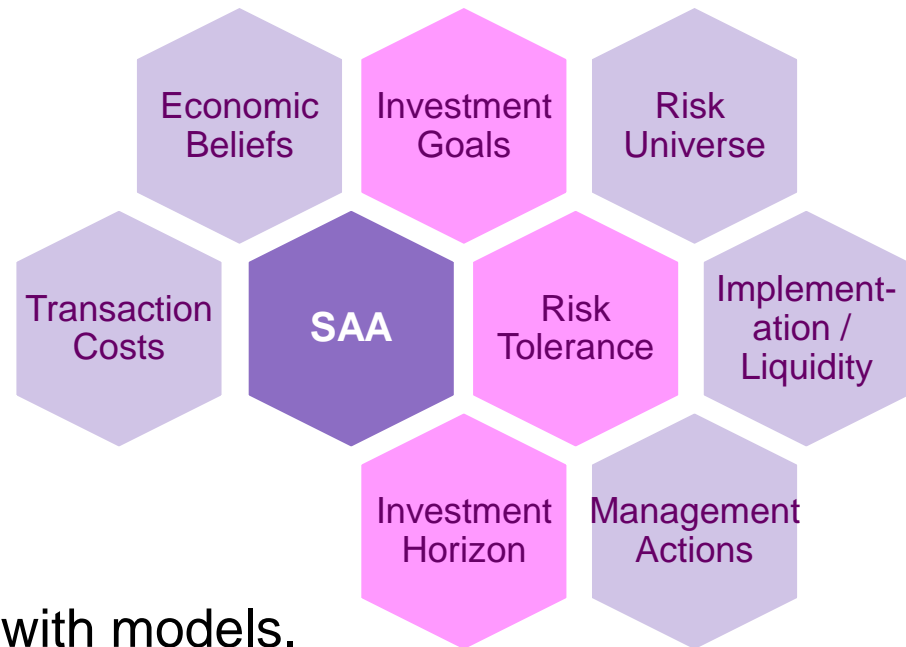 Economic
Beliefs
Investment
Goals
Risk
Universe
Transaction
Costs
SAA
Risk
Tolerance
Implement-
ation /
Liquidity
Investment
Horizon
Management
Actions
with models.